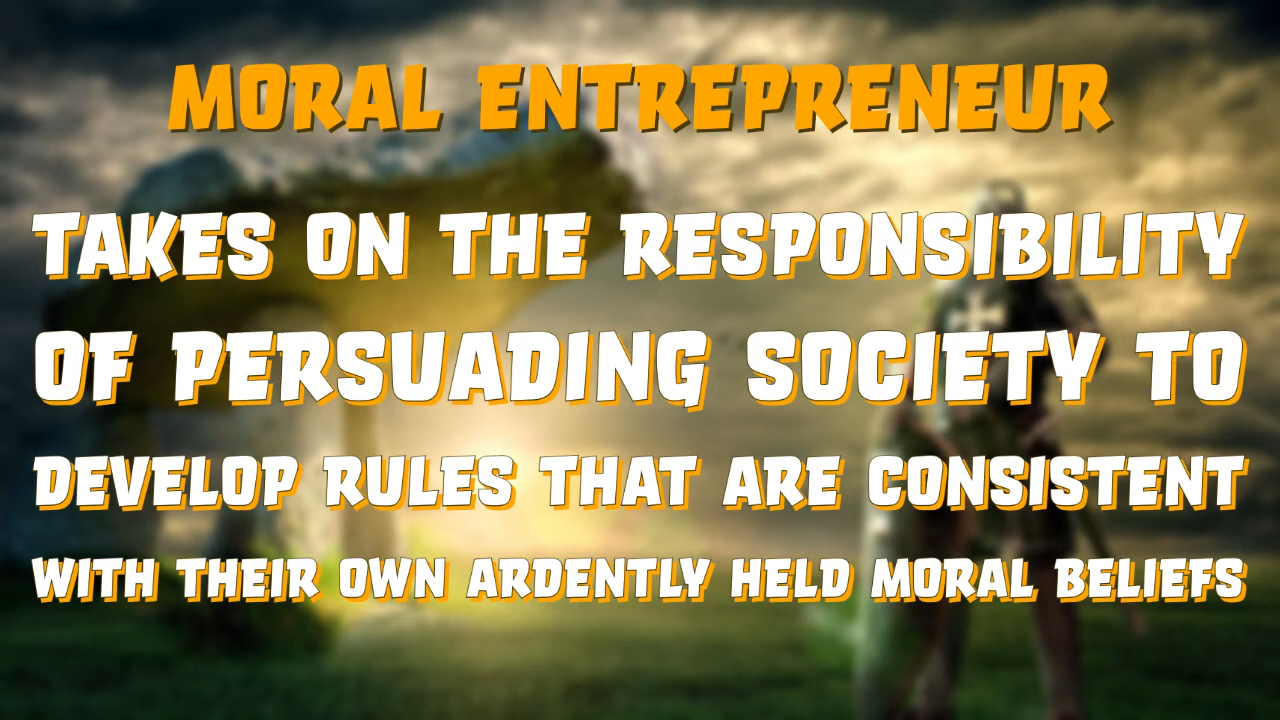 MORAL ENTREPRENEUR
TAKES ON THE RESPONSIBILITY
OF PERSUADING SOCIETY TO
DEVELOP RULES THAT ARE CONSISTENT
WITH THEIR OWN ARDENTLY HELD MORAL BELIEFS